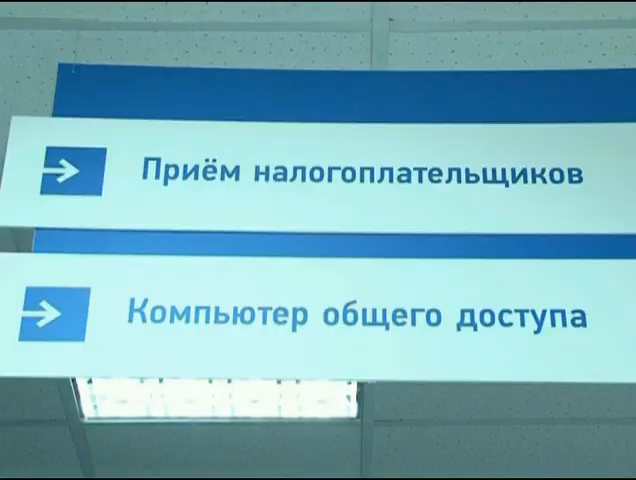 Приём налогоплательщиков
Компьютер общего доступа